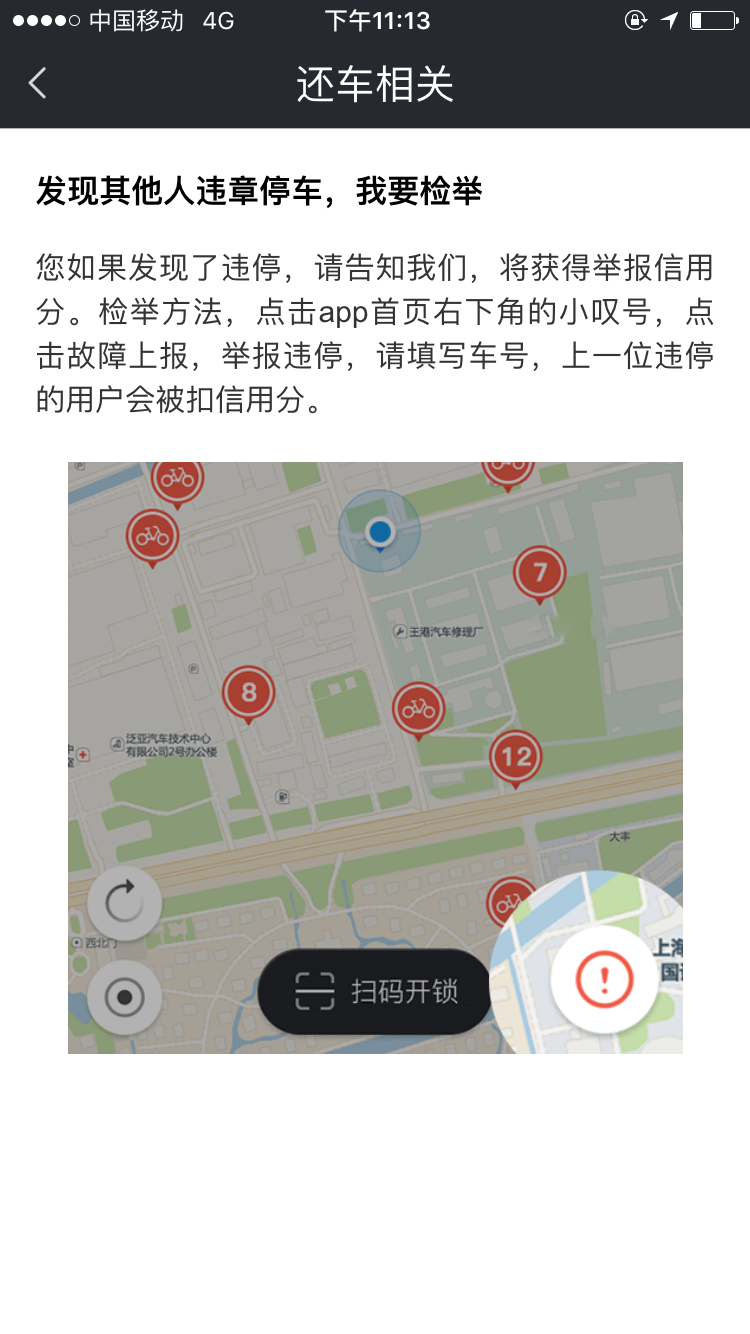 中国移动 4G 下午11:13
还车相关
发现其他人违章停车，我要检举
您如果发现了违停，请告知我们，将获得举报信用
分。检举方法，点击app首页右下角的小叹号，点
击故障上报，举报违停，请填写车号，上一位违停
的用户会被扣信用分。
7
王港汽车修理厂
8
泛亚汽车技术中心
有限公司2号办公楼
12
大丰
西北门
扫码开锁
!
上海